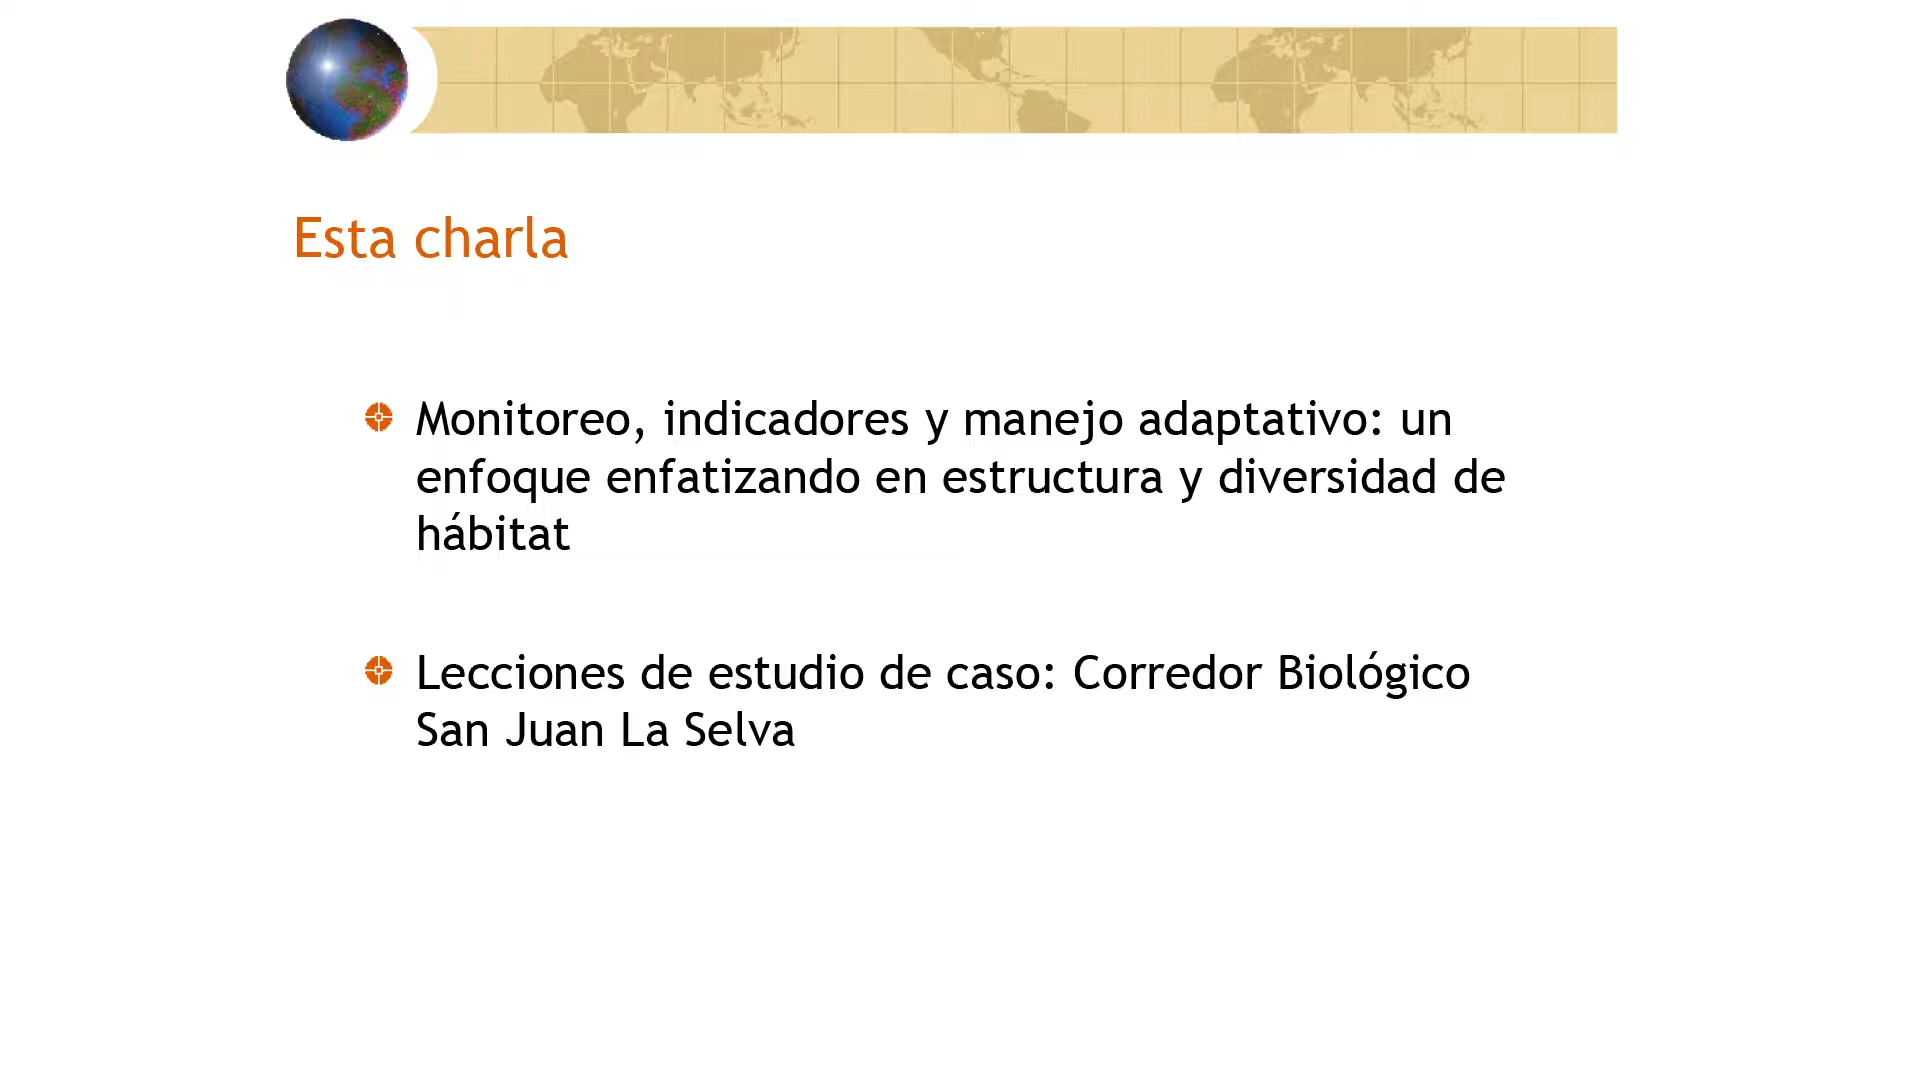 Esta charla
Monitoreo, indicadores y manejo adaptativo: un
enfoque enfatizando en estructura y diversidad de
hábitat
Lecciones de estudio de caso: Corredor Biológico
San Juan La Selva